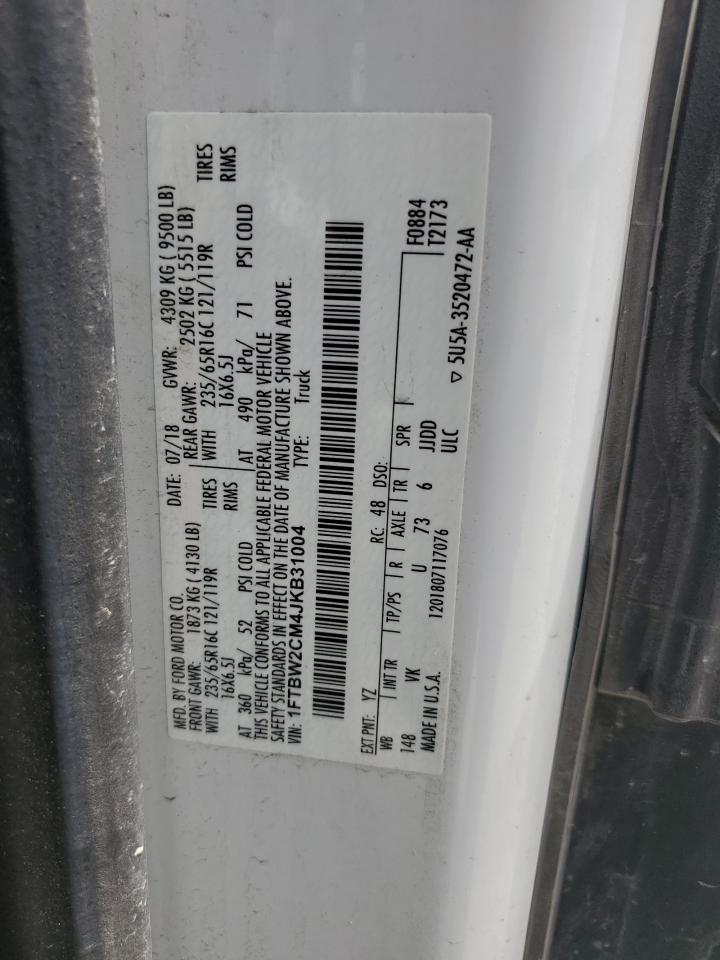 MFD. BY FORD MOTOR CO. DATE: 07/18 GVWR: 4309 KG ( 9500 LB)
FRONT GAWR: 1873 KG ( 4130 LB) REAR GAWR: 2502 KG ( 5515 LB)
WITH 235/65R16C 121/119R TIRES WITH 235/65R16C 121/119R TIRES
16X6.5J RIMS 16X6.5J RIMS
AT 360 kPa/ 52 PSI COLD AT 490 kPa/ 71 PSI COLD
THIS VEHICLE CONFORMS TO ALL APPLICABLE FEDERAL MOTOR VEHICLE
SAFETY STANDARDS IN EFFECT ON THE DATE OF MANUFACTURE SHOWN ABOVE.
VIN: 1FTBW2CM4JKB31004 TYPE: Truck
EXT PNT: YZ RC: 48 DSO: F0884
WB INT TR TP/PS R AXLE TR SPR T2173
148 VK U 73 6 JJDD
MADE IN U.S.A. 1201807117076 ULC ▽ 5U5A-3520472-AA